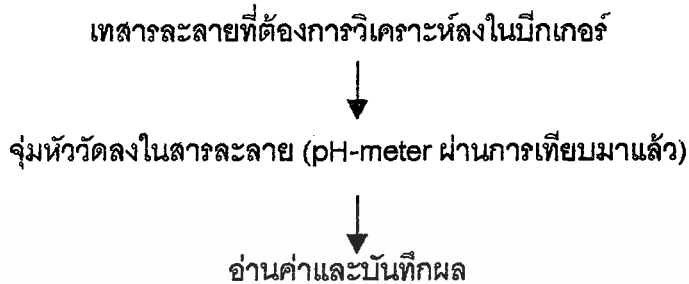 เทสารละลายที่ต้องการวิเคราะห์ลงในบีกเกอร์
จุ่มหัววัดลงในสารละลาย (pH-meter ผ่านการเทียบมาแล้ว)
อ่านค่าและบันทึกผล